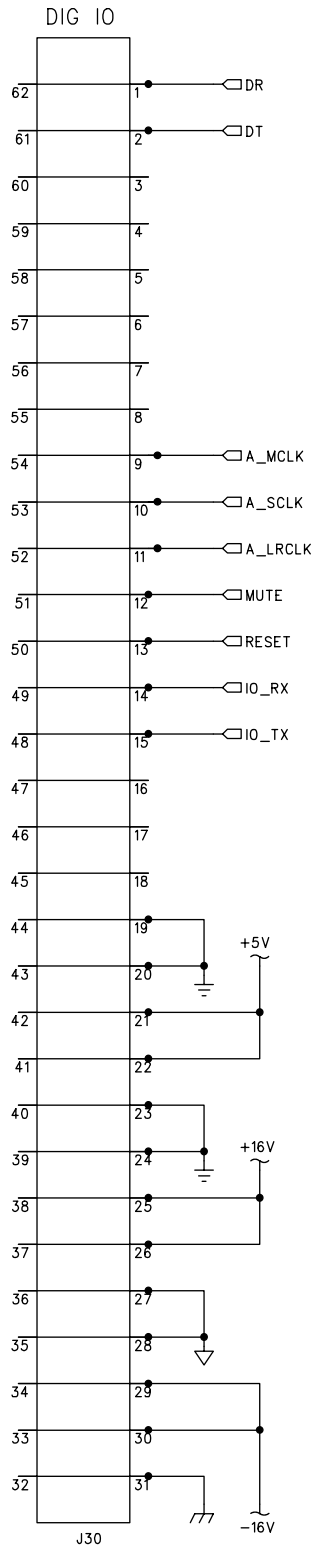 DIG IO
62 1 DR
61 2 DT
60 3
59 4
58 5
57 6
56 7
55 8
54 9 A_MCLK
53 10 A_SCLK
52 11 A_LRCLK
51 12 MUTE
50 13 RESET
49 14 IO_RX
48 15 IO_TX
47 16
46 17
45 18
44 19
+5V
43 20
42 21
41 22
40 23
39 24
+16V
38 25
37 26
36 27
35 28
34 29
33 30
32 31
-16V
J30